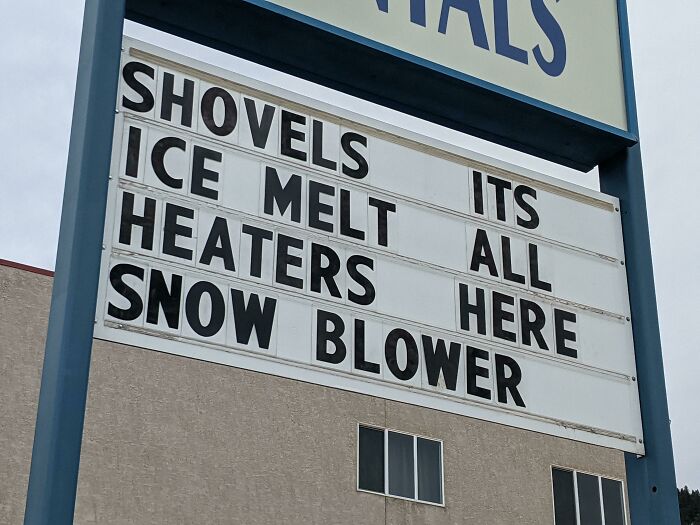 SHOVELS ITS
ICE MELT ALL
HEATERS HERE
SNOW BLOWER